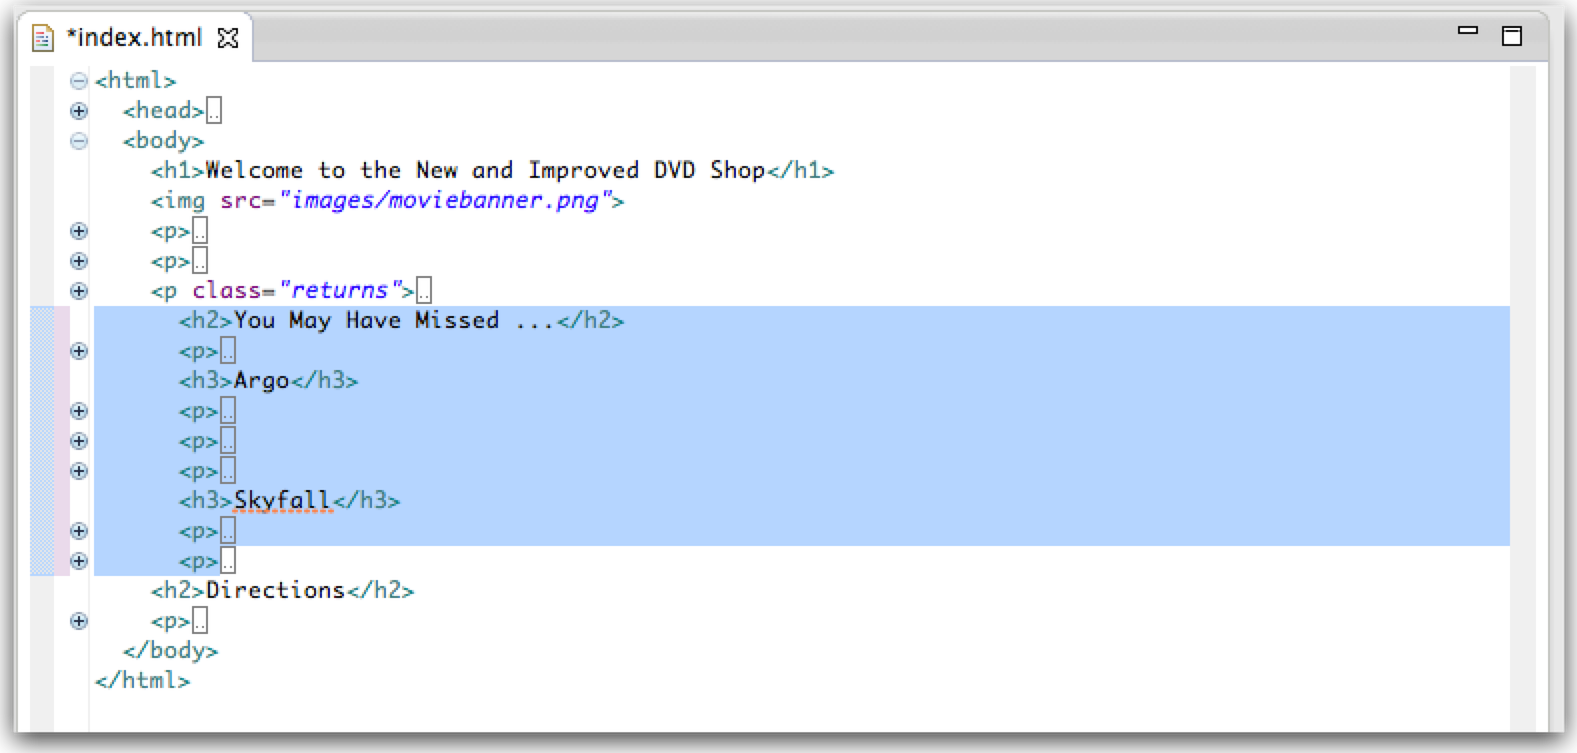 *index.html
<html>
<head>..
<body>
<h1>Welcome to the New and Improved DVD Shop</h1>
<img src="images/moviebanner.png">
<p>..
<p>..
<p class="returns">..
<h2>You May Have Missed ...</h2>
<p>..
<h3>Argo</h3>
<p>..
<p>..
<p>..
<h3>Skyfall</h3>
<p>..
<p>..
<h2>Directions</h2>
<p>..
</body>
</html>